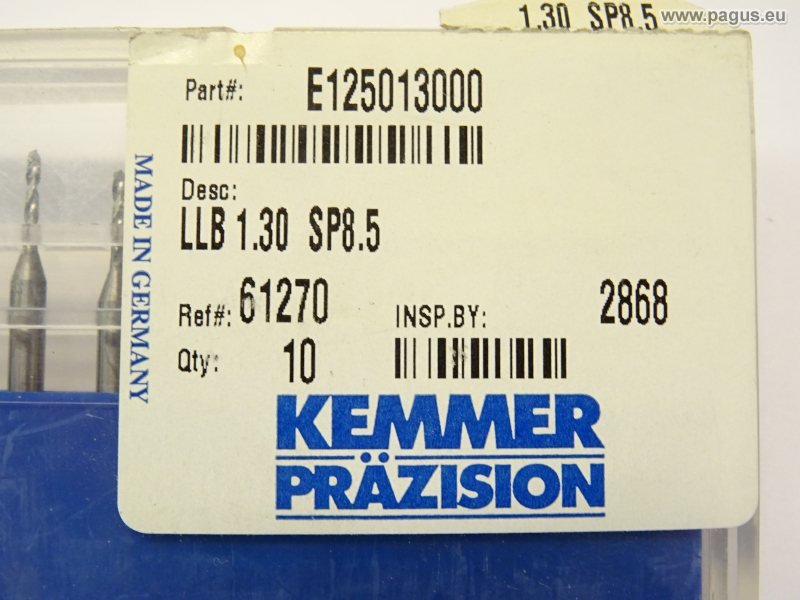 www.pagus.eu
1.30 SP8.5
Part#: E125013000
Desc:
LLB 1.30 SP8.5
Ref#: 61270 INSP.BY: 2868
Qty: 10
KEMMER
PRÄZISION
MADE IN GERMANY